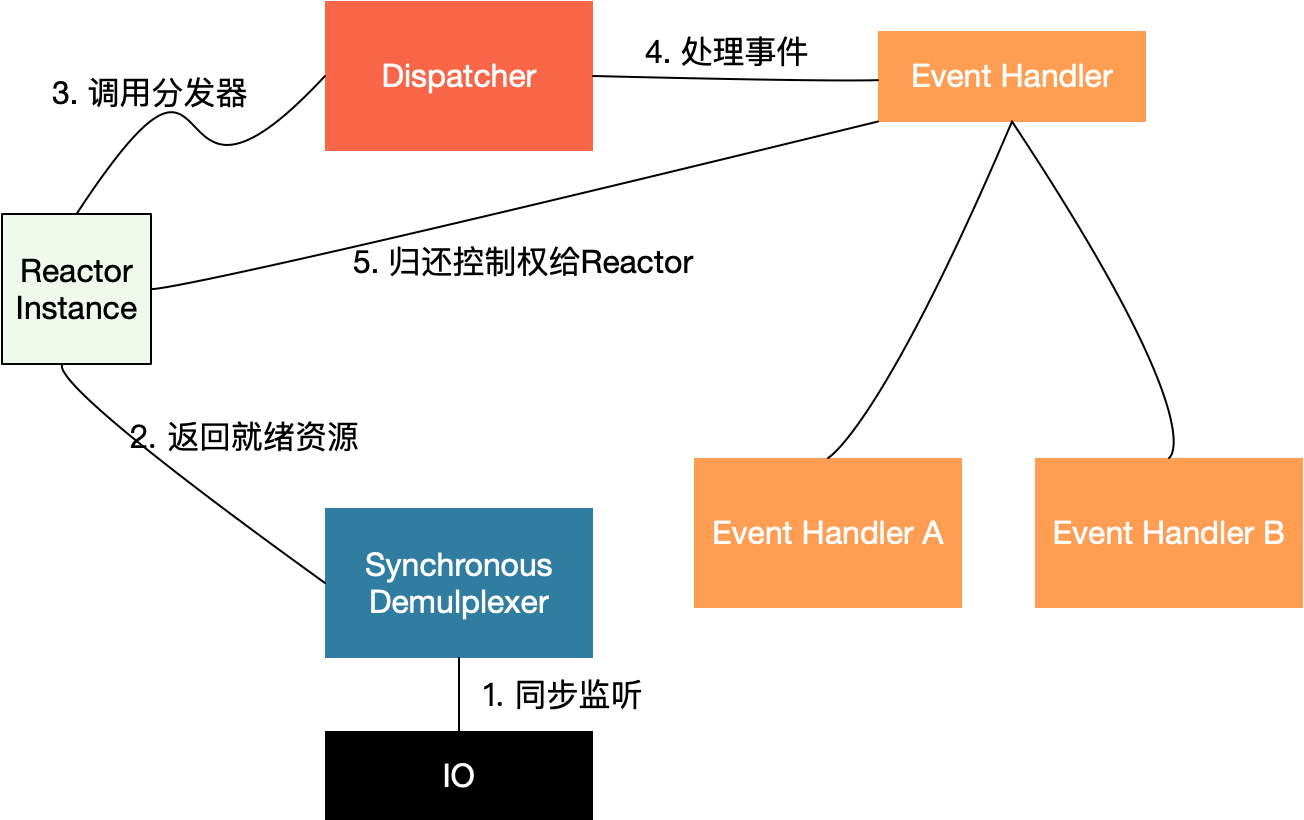 Dispatcher
4. 处理事件
Event Handler
3. 调用分发器
Reactor
Instance
5. 归还控制权给Reactor
2. 返回就绪资源
Synchronous
Demulplexer
Event Handler A
Event Handler B
1. 同步监听
IO